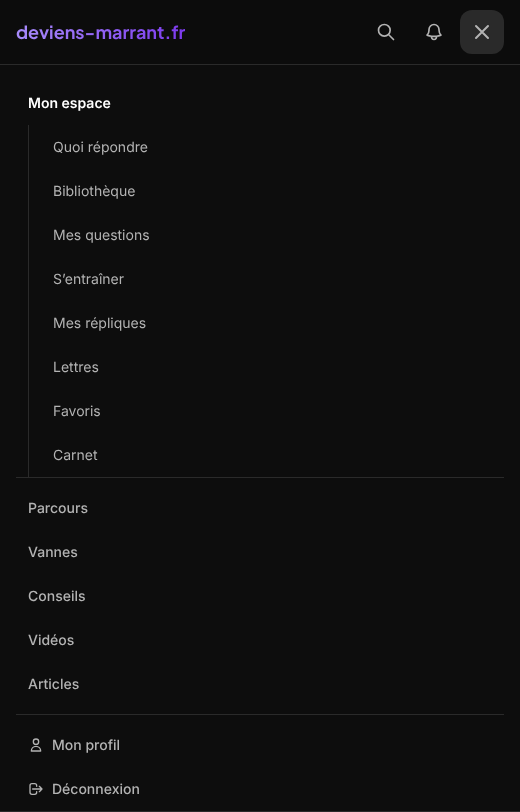 deviens-marrant.fr
Mon espace
Quoi répondre
Bibliothèque
Mes questions
S’entraîner
Mes répliques
Lettres
Favoris
Carnet
Parcours
Vannes
Conseils
Vidéos
Articles
Mon profil
Déconnexion